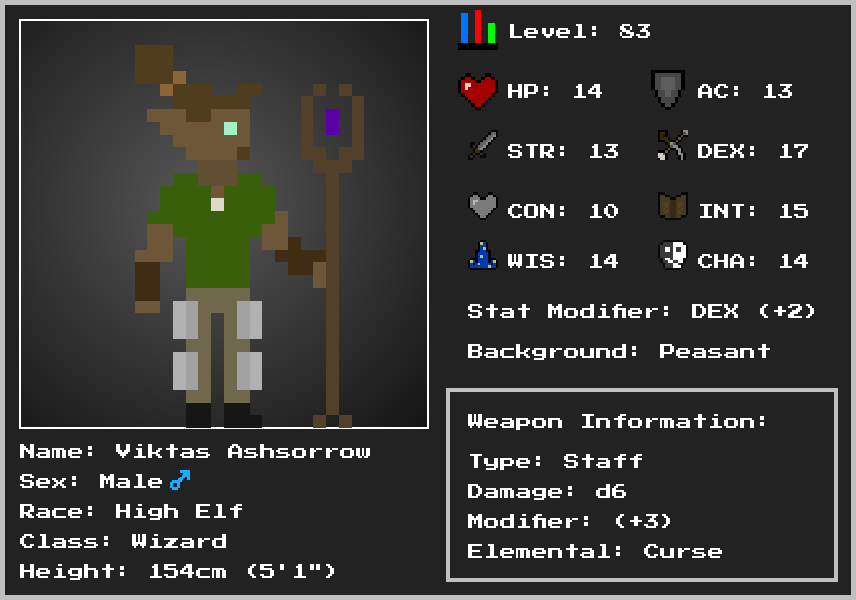 Level: 83
HP: 14
AC: 13
STR: 13
DEX: 17
CON: 10
INT: 15
WIS: 14
CHA: 14
Stat Modifier: DEX (+2)
Background: Peasant
Weapon Information:
Type: Staff
Damage: d6
Modifier: (+3)
Elemental: Curse
Name: Viktas Ashsorrow
Sex: Male♂
Race: High Elf
Class: Wizard
Height: 154cm (5'1")